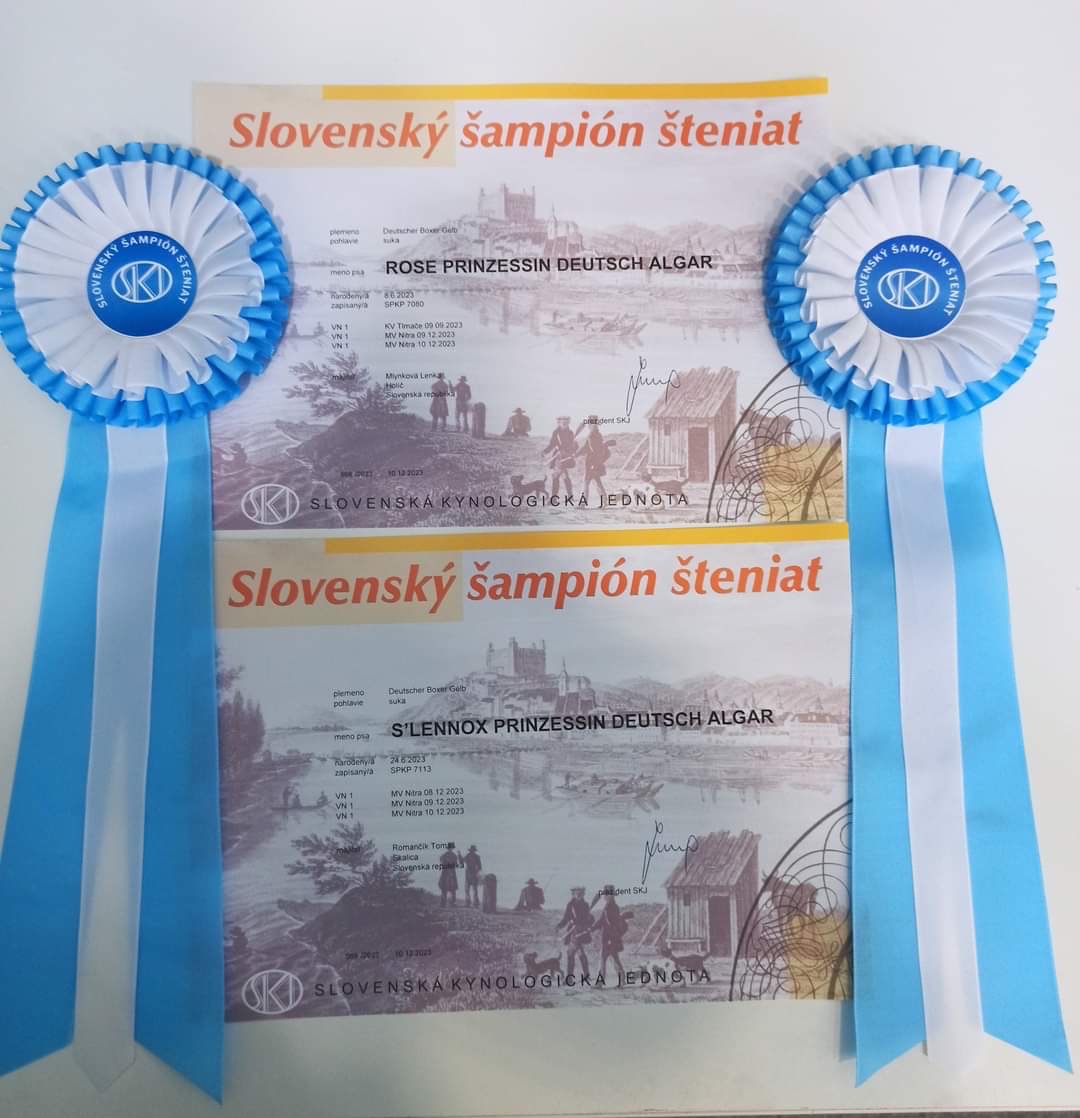 Slovenský šampión šteniat
SLOVENSKÝ ŠAMPIÓN ŠTENIAT
SKJ
SLOVENSKÝ ŠAMPIÓN ŠTENIAT
SKJ
plemeno Deutscher Boxer Gelb
pohlavie suka
meno psa ROSE PRINZESSIN DEUTSCH ALGAR
narodený/á 8.6.2023
zapísaný/á SPKP 7080
VN 1 KV Tlmače 09.09.2023
VN 1 MV Nitra 09.12.2023
VN 1 MV Nitra 10.12.2023
majiteľ Mlynková Lenka
Holíč
Slovenská republika
prezident SKJ
/2023 10.12.2023
SKJ SLOVENSKÁ KYNOLOGICKÁ JEDNOTA
Slovenský šampión šteniat
plemeno Deutscher Boxer Gelb
pohlavie suka
meno psa S'LENNOX PRINZESSIN DEUTSCH ALGAR
narodený/á 24.6.2023
zapísaný/á SPKP 7113
VN 1 MV Nitra 08.12.2023
VN 1 MV Nitra 09.12.2023
VN 1 MV Nitra 10.12.2023
majiteľ Romančík Tomáš
Skalica
Slovenská republika
prezident SKJ
/2023 10.12.2023
SKJ SLOVENSKÁ KYNOLOGICKÁ JEDNOTA